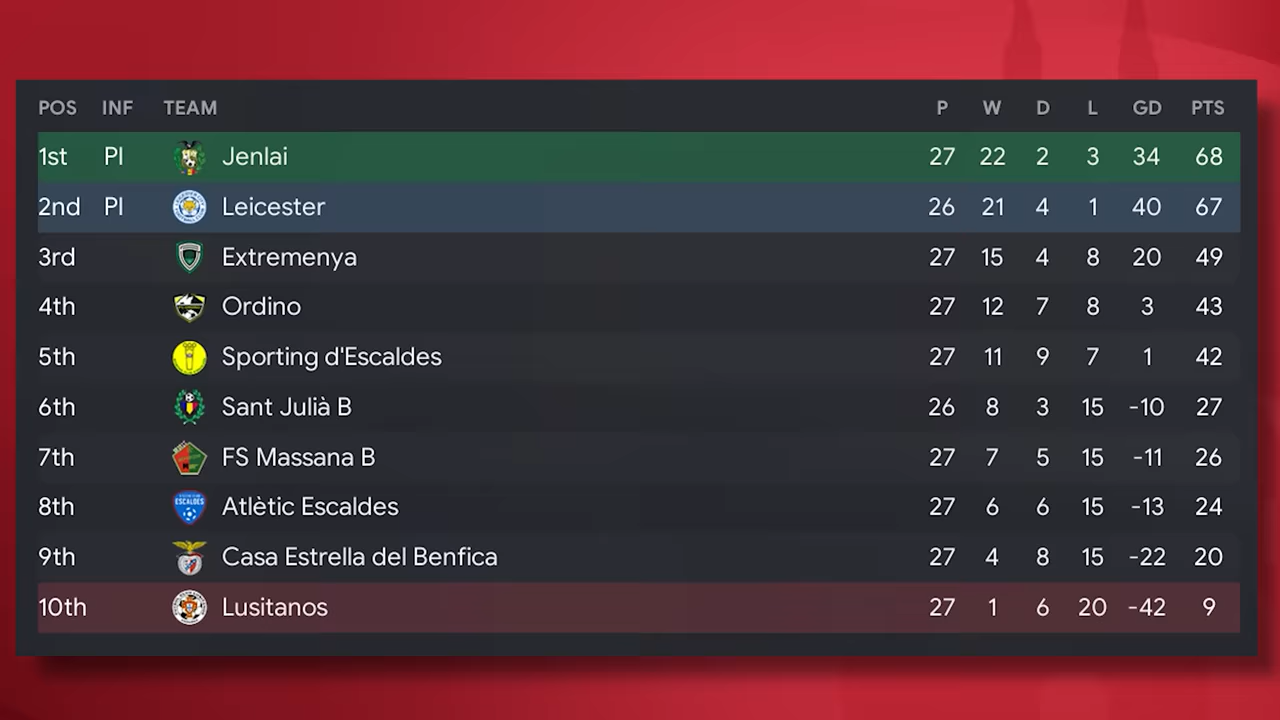 POS INF TEAM P W D L GD PTS
1st PI Jenlai 27 22 2 3 34 68
2nd PI Leicester 26 21 4 1 40 67
3rd Extremenya 27 15 4 8 20 49
4th Ordino 27 12 7 8 3 43
5th Sporting d'Escaldes 27 11 9 7 1 42
6th Sant Julià B 26 8 3 15 -10 27
7th FS Massana B 27 7 5 15 -11 26
8th ESCALDES Atlètic Escaldes 27 6 6 15 -13 24
9th Casa Estrella del Benfica 27 4 8 15 -22 20
10th Lusitanos 27 1 6 20 -42 9